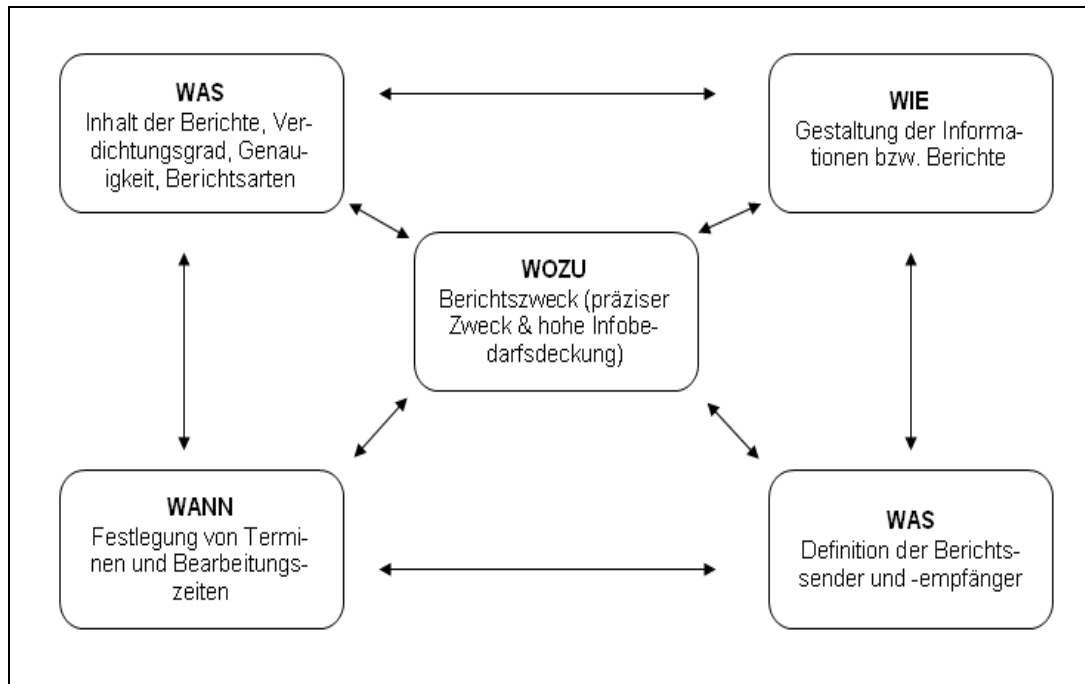 WAS
Inhalt der Berichte, Ver-
dichtungsgrad, Genau-
igkeit, Berichtsarten
WIE
Gestaltung der Informa-
tionen bzw. Berichte
WOZU
Berichtszweck (präziser
Zweck & hohe Infobe-
darfsdeckung)
WANN
Festlegung von Termi-
nen und Bearbeitungs-
zeiten
WAS
Definition der Berichts-
sender und -empfänger